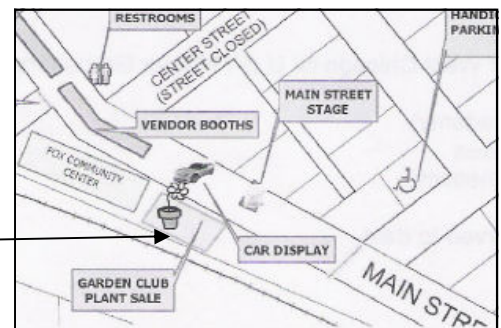 RESTROOMS
CENTER STREET
(STREET CLOSED)
HANDI
PARKIN
MAIN STREET
STAGE
VENDOR BOOTHS
FOX COMMUNITY
CENTER
CAR DISPLAY
GARDEN CLUB
PLANT SALE
MAIN STRE